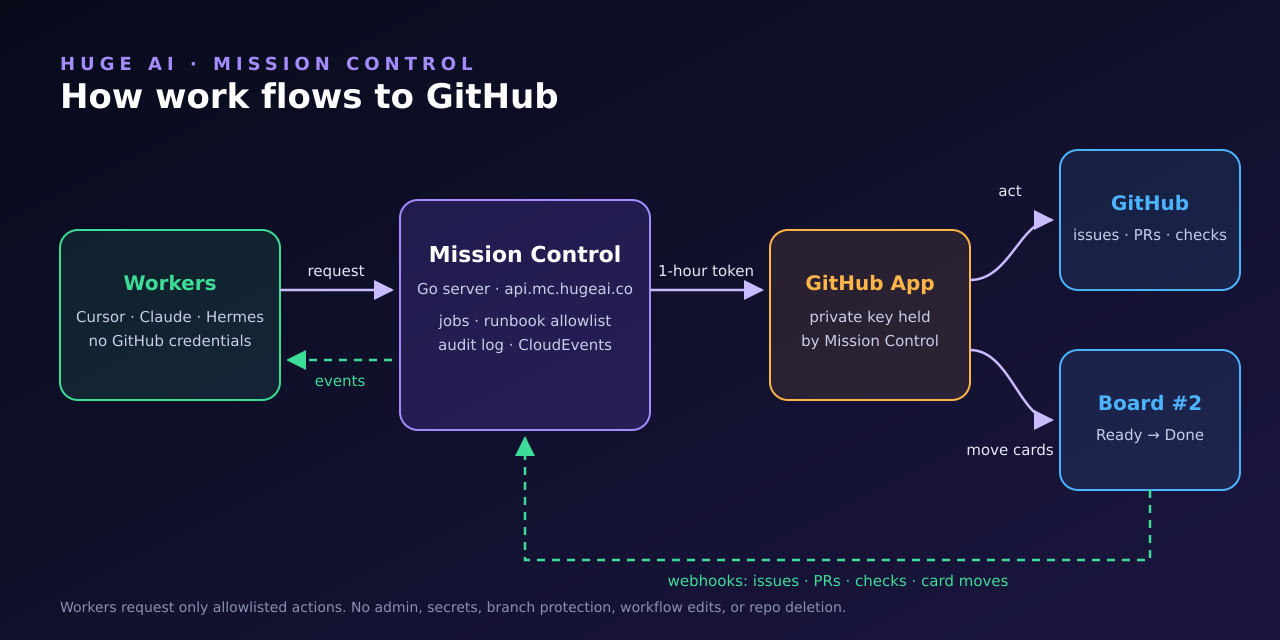 HUGE AI · MISSION CONTROL
How work flows to GitHub
Workers
Cursor · Claude · Hermes
no GitHub credentials
request
events
Mission Control
Go server · api.mc.hugeai.co
jobs · runbook allowlist
audit log · CloudEvents
1-hour token
GitHub App
private key held
by Mission Control
act
GitHub
issues · PRs · checks
move cards
Board #2
Ready → Done
webhooks: issues · PRs · checks · card moves
Workers request only allowlisted actions. No admin, secrets, branch protection, workflow edits, or repo deletion.